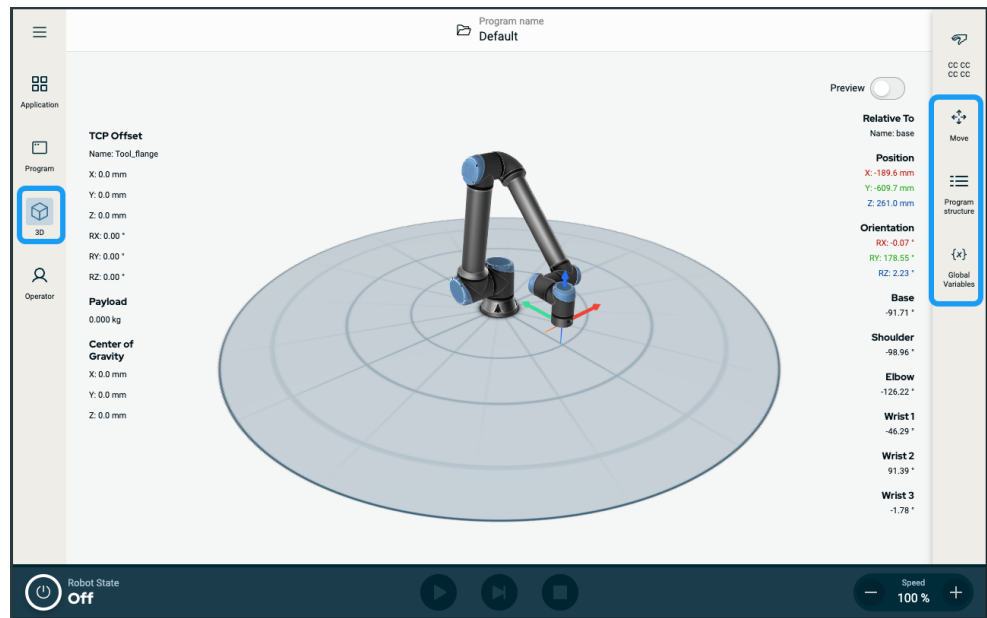 Program name
Default
Application
Program
3D
Operator
TCP Offset
Name: Tool_flange
X: 0.0 mm
Y: 0.0 mm
Z: 0.0 mm
RX: 0.00 °
RY: 0.00 °
RZ: 0.00 °
Payload
0.000 kg
Center of
Gravity
X: 0.0 mm
Y: 0.0 mm
Z: 0.0 mm
Preview
Relative To
Name: base
Position
X: -189.6 mm
Y: -609.7 mm
Z: 261.0 mm
Orientation
RX: -0.07 °
RY: 178.55 °
RZ: 2.23 °
Base
-91.71 °
Shoulder
-98.96 °
Elbow
-126.22 °
Wrist 1
-46.29 °
Wrist 2
91.39 °
Wrist 3
-1.78 °
CC CC
CC CC
Move
Program
structure
{x}
Global
Variables
Robot State
Off
Speed
100 %